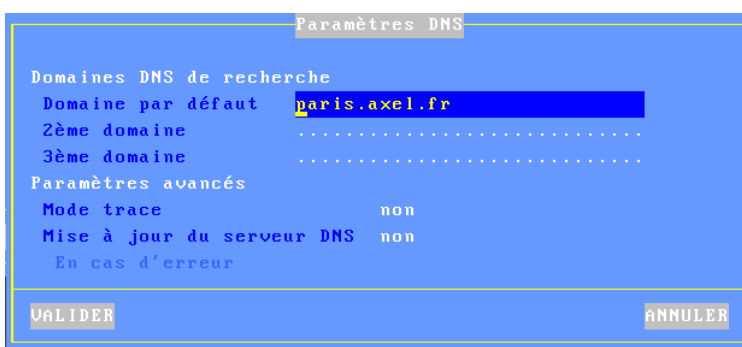 Paramètres DNS
Domaines DNS de recherche
Domaine par défaut paris.axel.fr
2ème domaine ..............................
3ème domaine ..............................
Paramètres avancés
Mode trace non
Mise à jour du serveur DNS non
En cas d'erreur
VALIDER ANNULER